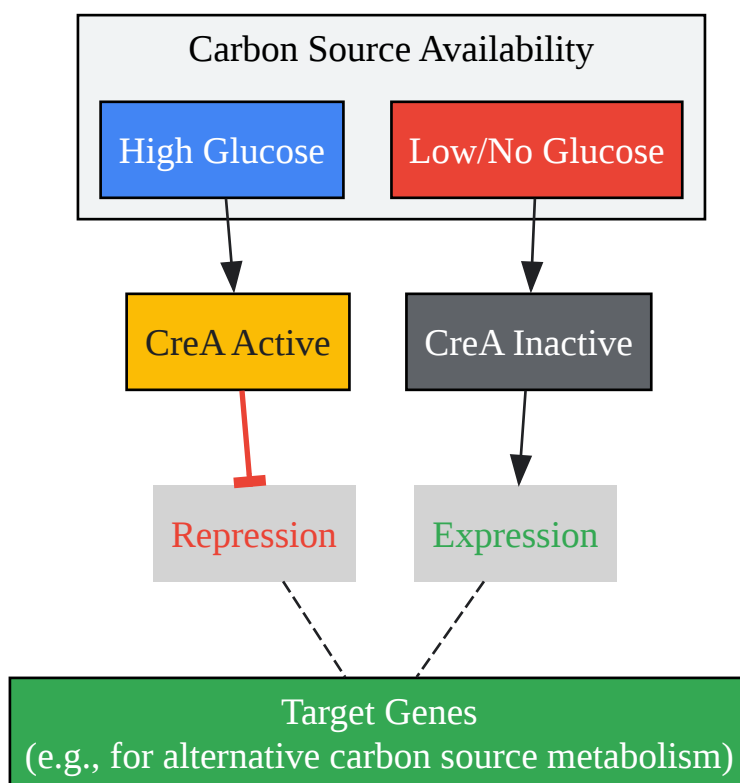 Carbon Source Availability
High Glucose
Low/No Glucose
CreA Active
CreA Inactive
Repression
Expression
Target Genes
(e.g., for alternative carbon source metabolism)